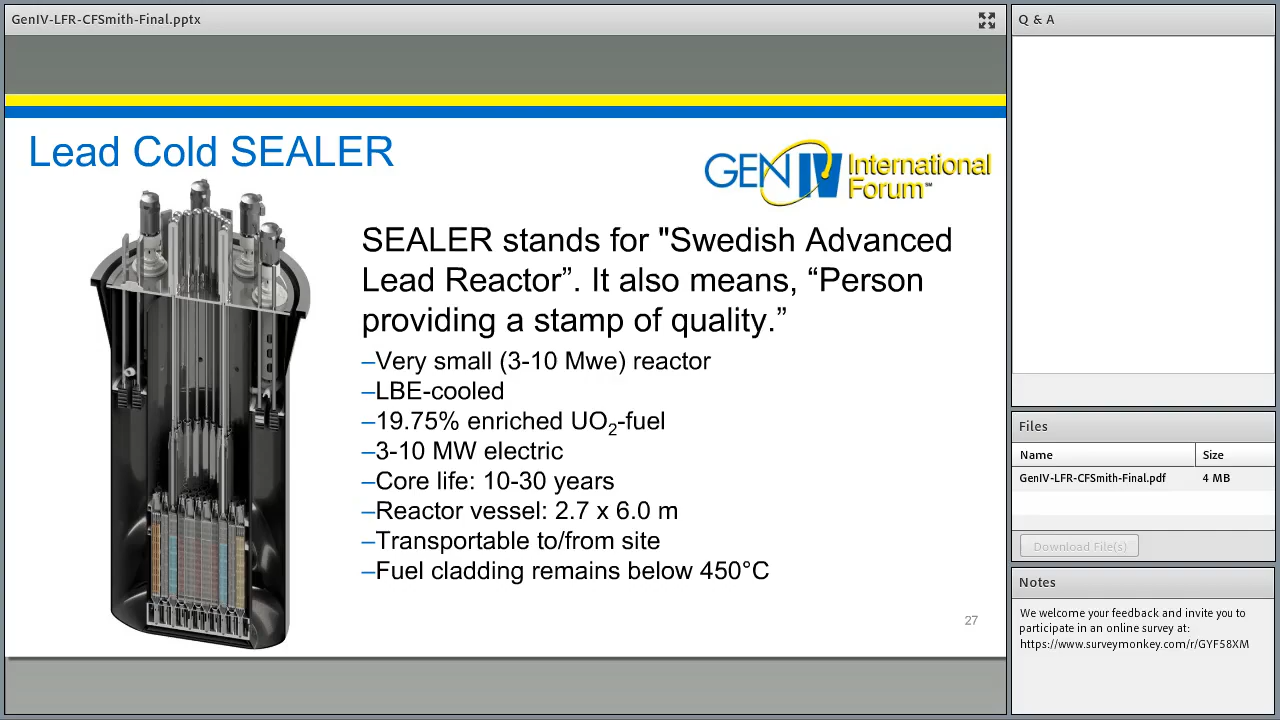 GenIV-LFR-CFSmith-Final.pptx
Lead Cold SEALER
GEN IV International
Forum™
SEALER stands for "Swedish Advanced
Lead Reactor”. It also means, “Person
providing a stamp of quality.”
–Very small (3-10 Mwe) reactor
–LBE-cooled
–19.75% enriched UO₂-fuel
–3-10 MW electric
–Core life: 10-30 years
–Reactor vessel: 2.7 x 6.0 m
–Transportable to/from site
–Fuel cladding remains below 450°C
27
Q & A
Files
Name Size
GenIV-LFR-CFSmith-Final.pdf 4 MB
Download File(s)
Notes
We welcome your feedback and invite you to
participate in an online survey at:
https://www.surveymonkey.com/r/GYF58XM